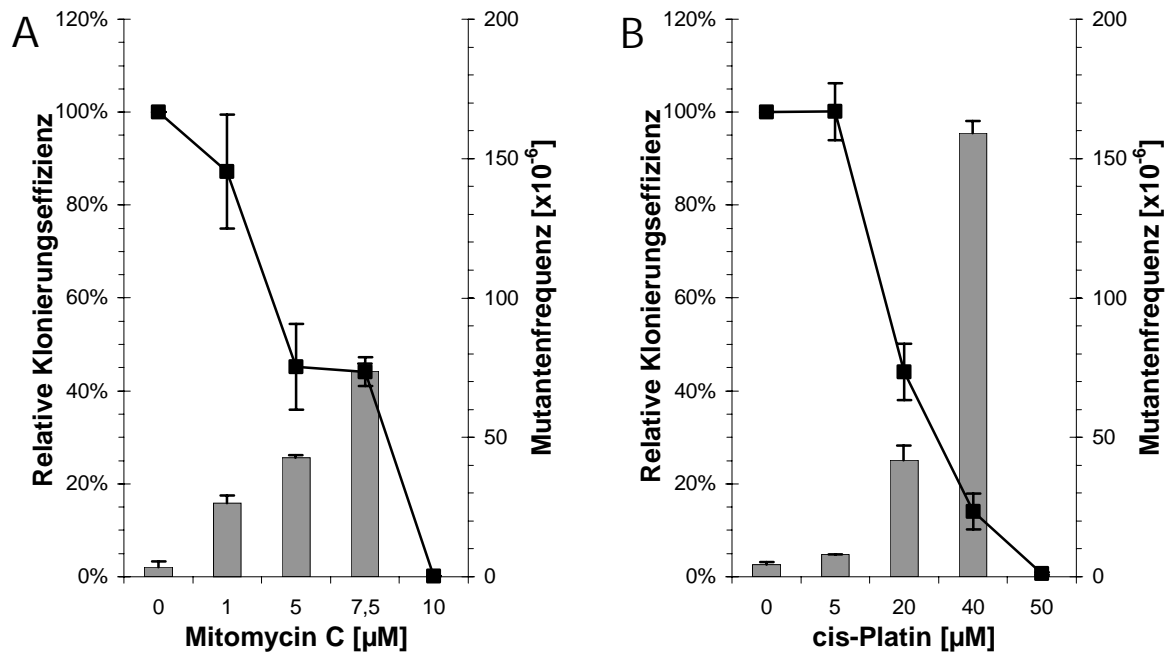 A
Relative Klonierungseffizienz
120%
100%
80%
60%
40%
20%
0%
200
150
100
50
0
Mutantenfrequenz [x10⁻⁶]
0 1 5 7,5 10
Mitomycin C [µM]
B
Relative Klonierungseffizienz
120%
100%
80%
60%
40%
20%
0%
200
150
100
50
0
Mutantenfrequenz [x10⁻⁶]
0 5 20 40 50
cis-Platin [µM]